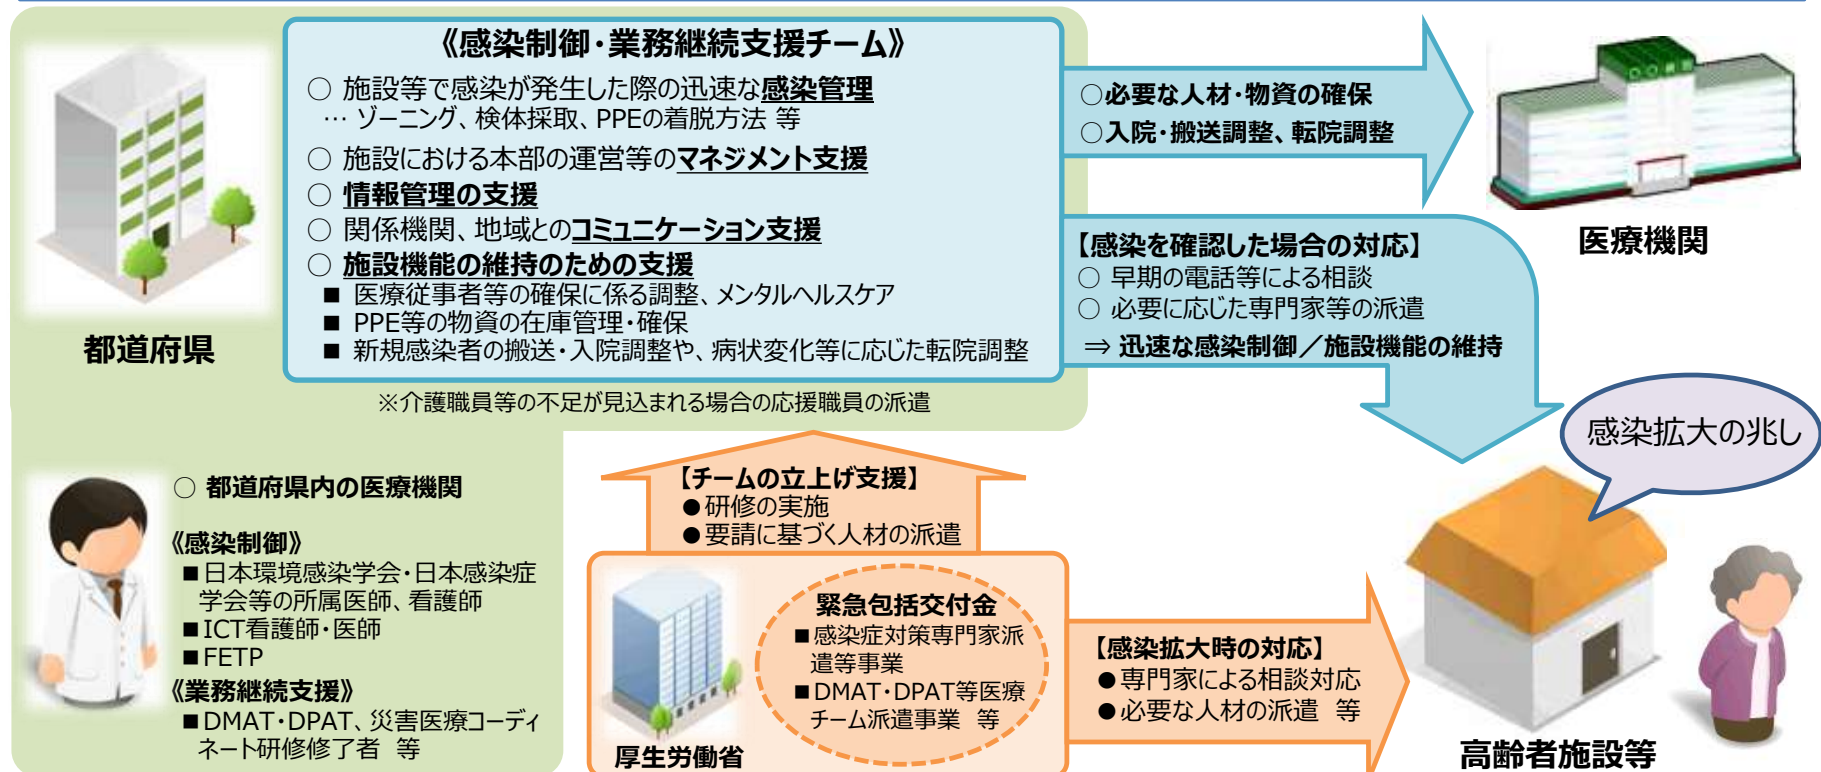 《感染制御・業務継続支援チーム》
○ 施設等で感染が発生した際の迅速な感染管理
… ゾーニング、検体採取、PPEの着脱方法 等
○ 施設における本部の運営等のマネジメント支援
○ 情報管理の支援
○ 関係機関、地域とのコミュニケーション支援
○ 施設機能の維持のための支援
■ 医療従事者等の確保に係る調整、メンタルヘルスケア
■ PPE等の物資の在庫管理・確保
■ 新規感染者の搬送・入院調整や、病状変化等に応じた転院調整
都道府県
※介護職員等の不足が見込まれる場合の応援職員の派遣
○必要な人材・物資の確保
○入院・搬送調整、転院調整
医療機関
【感染を確認した場合の対応】
○ 早期の電話等による相談
○ 必要に応じた専門家等の派遣
⇒ 迅速な感染制御／施設機能の維持
感染拡大の兆し
○ 都道府県内の医療機関
《感染制御》
■日本環境感染学会・日本感染症
学会等の所属医師、看護師
■ICT看護師・医師
■FETP
《業務継続支援》
■DMAT・DPAT、災害医療コーディ
ネート研修修了者 等
【チームの立上げ支援】
●研修の実施
●要請に基づく人材の派遣
緊急包括交付金
■感染症対策専門家派
遣等事業
■DMAT・DPAT等医療
チーム派遣事業 等
厚生労働省
【感染拡大時の対応】
●専門家による相談対応
●必要な人材の派遣 等
高齢者施設等